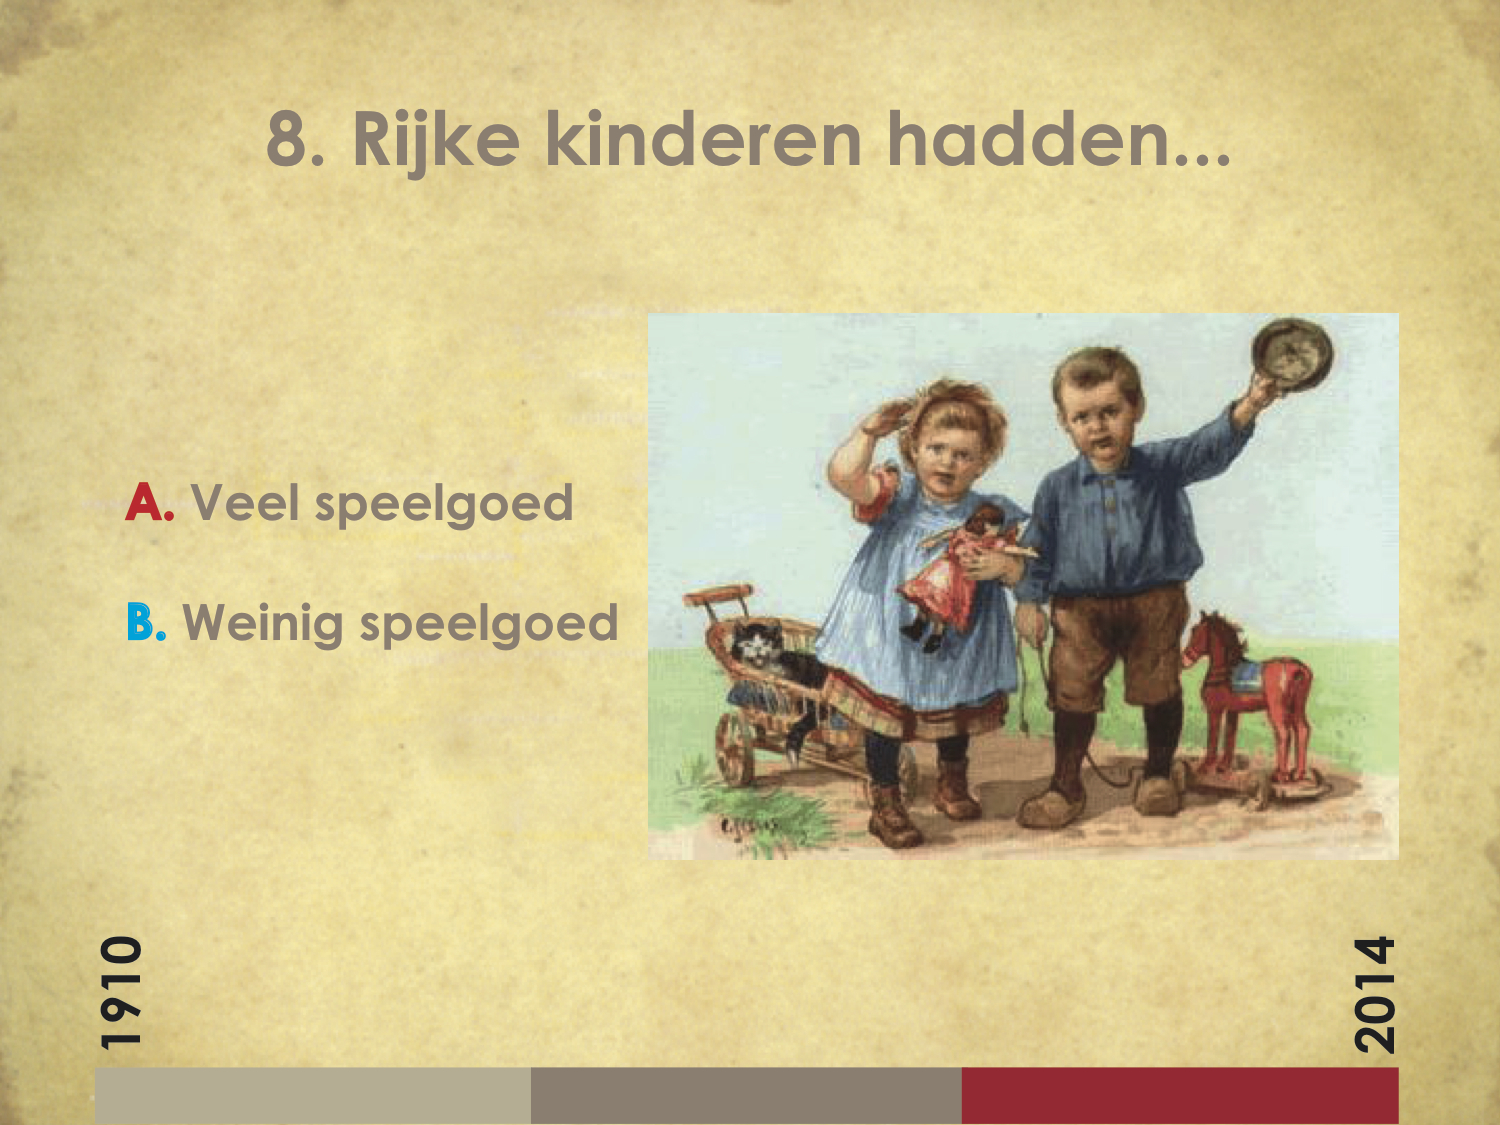 8. Rijke kinderen hadden...
A. Veel speelgoed
B. Weinig speelgoed
1910
2014